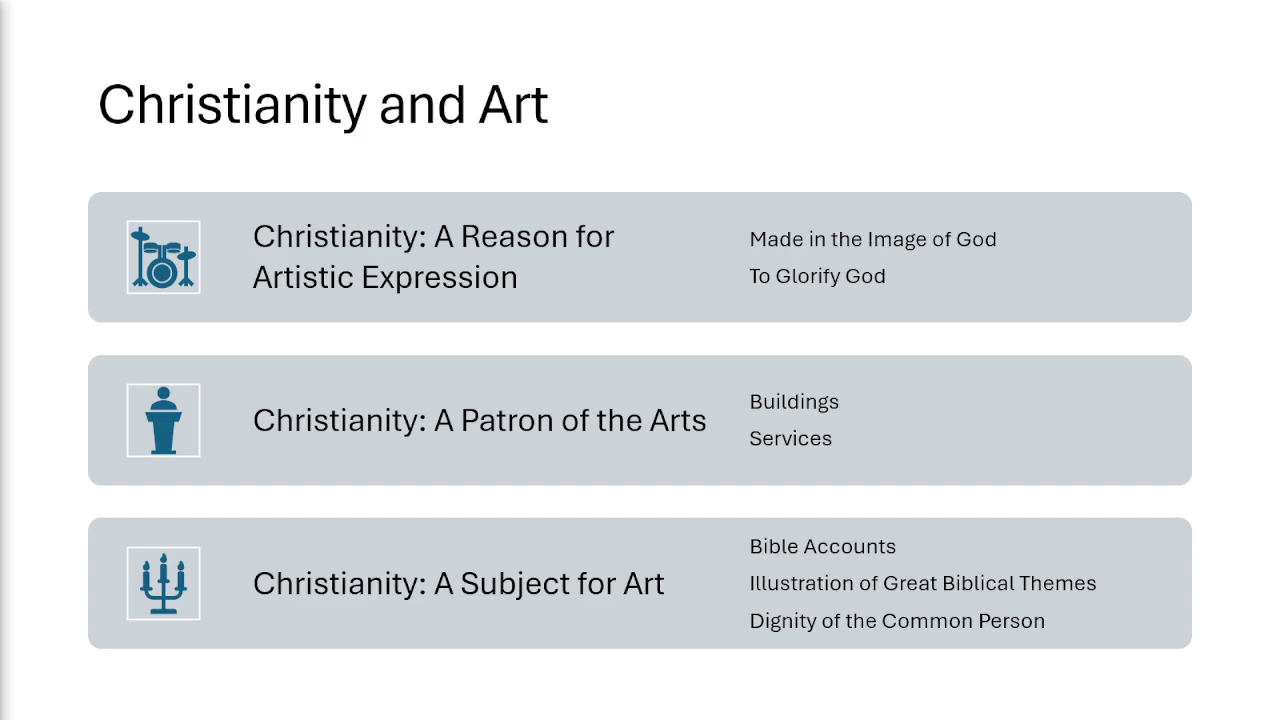 Christianity and Art
Christianity: A Reason for
Artistic Expression
Made in the Image of God
To Glorify God
Christianity: A Patron of the Arts
Buildings
Services
Christianity: A Subject for Art
Bible Accounts
Illustration of Great Biblical Themes
Dignity of the Common Person